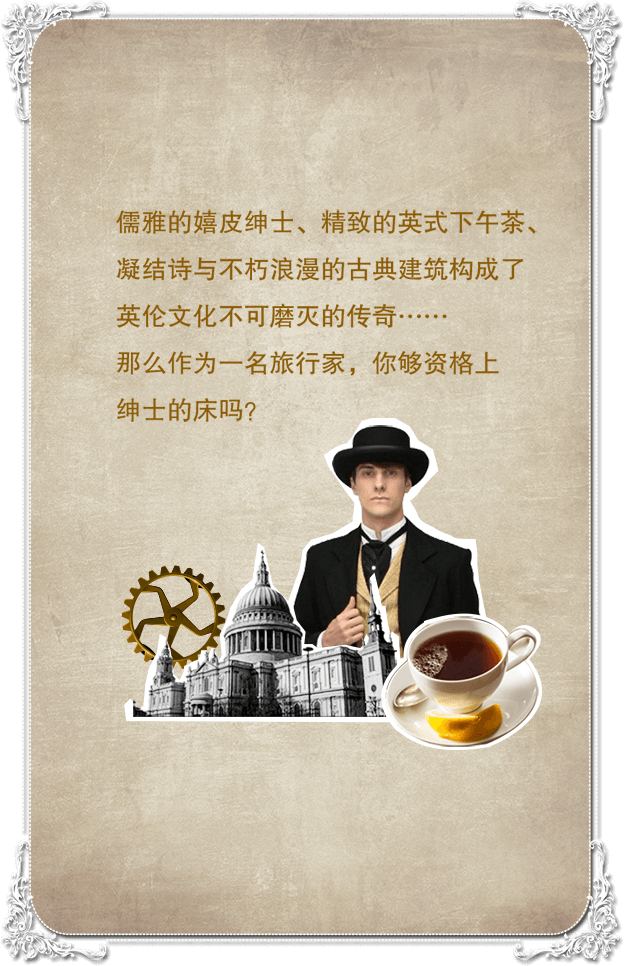 儒雅的嬉皮绅士、精致的英式下午茶、
凝结诗与不朽浪漫的古典建筑构成了
英伦文化不可磨灭的传奇……
那么作为一名旅行家，你够资格上
绅士的床吗?